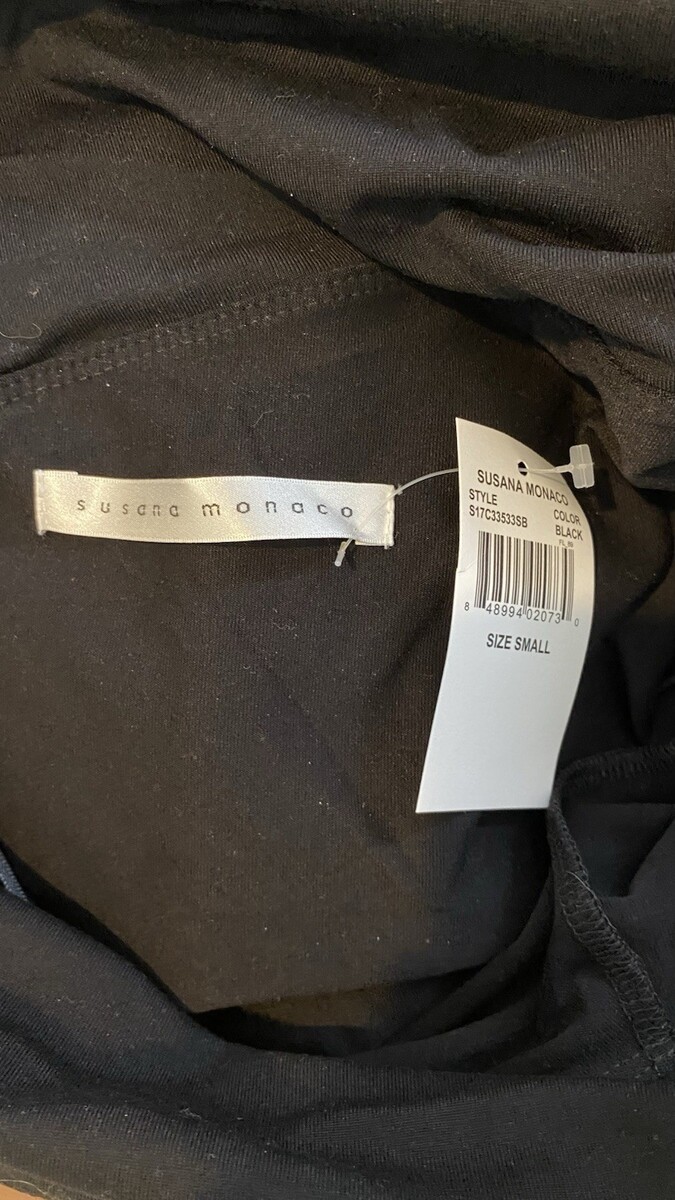 susana monaco
SUSANA MONACO
STYLE COLOR
S17C33533SB BLACK
8 48994 02073 0
SIZE SMALL